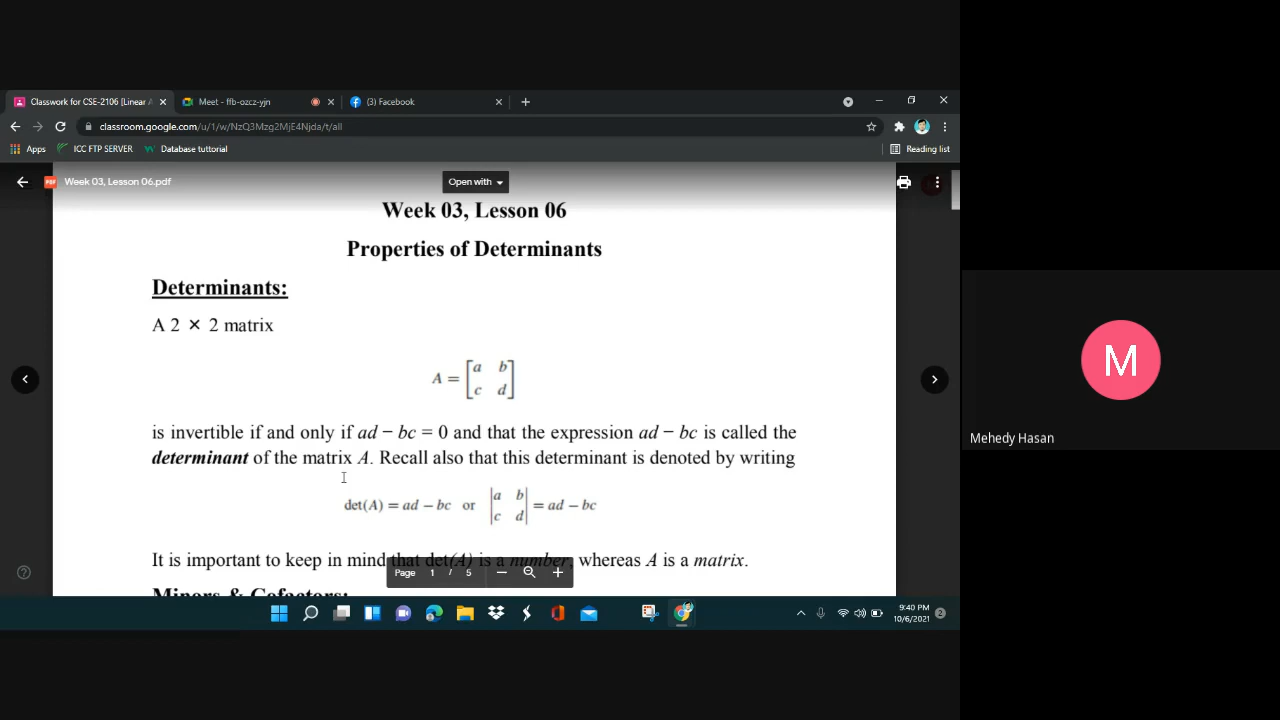 Classwork for CSE-2106 [Linear A
Meet - ffb-ozcz-yjn
(3) Facebook
classroom.google.com/u/1/w/NzQ3Mzg2MjE4Njda/t/all
Apps
ICC FTP SERVER
Database tuttorial
Reading list
PDF
Week 03, Lesson 06.pdf
Open with
Week 03, Lesson 06
Properties of Determinants
Determinants:
A 2 × 2 matrix
A = [a b
c d]
is invertible if and only if ad − bc = 0 and that the expression ad − bc is called the
determinant of the matrix A. Recall also that this determinant is denoted by writing
det(A) = ad − bc or |a b
c d| = ad − bc
It is important to keep in mind that det(A) is a number, whereas A is a matrix.
Page 1 / 5
Minors & Cofactors:
9:40 PM
10/6/2021
2
M
Mehedy Hasan